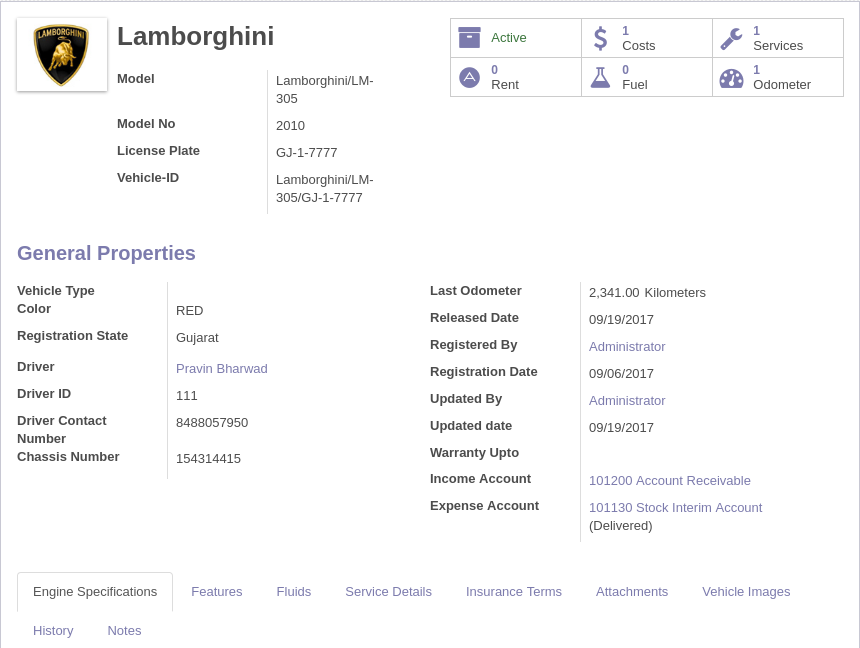 LAMBORGHINI
Lamborghini
Model Lamborghini/LM-
305
Model No 2010
License Plate GJ-1-7777
Vehicle-ID Lamborghini/LM-
305/GJ-1-7777
Active
1
Costs
1
Services
0
Rent
0
Fuel
1
Odometer
General Properties
Vehicle Type
Color RED
Registration State Gujarat
Driver Pravin Bharwad
Driver ID 111
Driver Contact 8488057950
Number
Chassis Number 154314415
Last Odometer 2,341.00 Kilometers
Released Date 09/19/2017
Registered By Administrator
Registration Date 09/06/2017
Updated By Administrator
Updated date 09/19/2017
Warranty Upto
Income Account 101200 Account Receivable
Expense Account 101130 Stock Interim Account
(Delivered)
Engine Specifications Features Fluids Service Details Insurance Terms Attachments Vehicle Images
History Notes